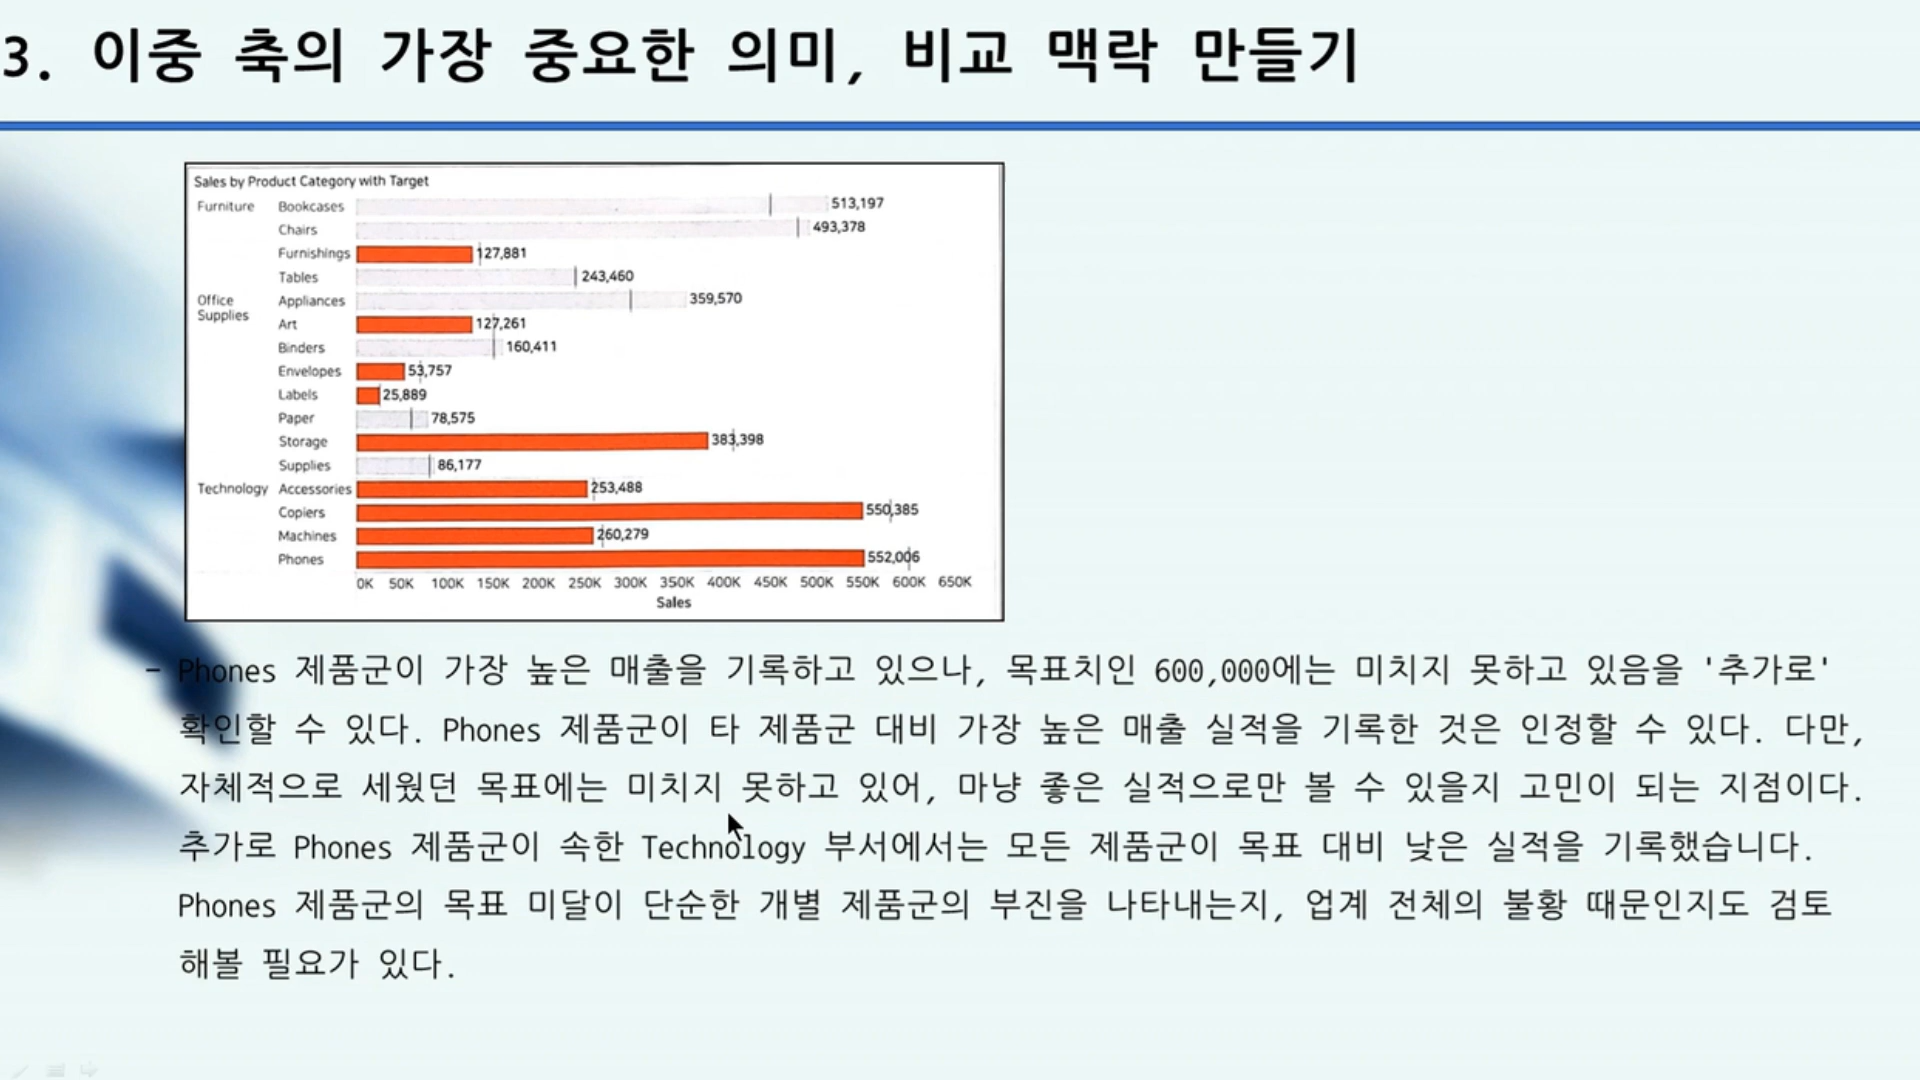 3. 이중 축의 가장 중요한 의미, 비교 맥락 만들기
Sales by Product Category with Target
Furniture Bookcases 513,197
Chairs 493,378
Furnishings 127,881
Tables 243,460
Office Supplies Appliances 359,570
Art 127,261
Binders 160,411
Envelopes 53,757
Labels 25,889
Paper 78,575
Storage 383,398
Supplies 86,177
Technology Accessories 253,488
Copiers 550,385
Machines 260,279
Phones 552,006
0K 50K 100K 150K 200K 250K 300K 350K 400K 450K 500K 550K 600K 650K
Sales
- Phones 제품군이 가장 높은 매출을 기록하고 있으나, 목표치인 600,000에는 미치지 못하고 있음을 '추가로'
확인할 수 있다. Phones 제품군이 타 제품군 대비 가장 높은 매출 실적을 기록한 것은 인정할 수 있다. 다만,
자체적으로 세웠던 목표에는 미치지 못하고 있어, 마냥 좋은 실적으로만 볼 수 있을지 고민이 되는 지점이다.
추가로 Phones 제품군이 속한 Technology 부서에서는 모든 제품군이 목표 대비 낮은 실적을 기록했습니다.
Phones 제품군의 목표 미달이 단순한 개별 제품군의 부진을 나타내는지, 업계 전체의 불황 때문인지도 검토
해볼 필요가 있다.